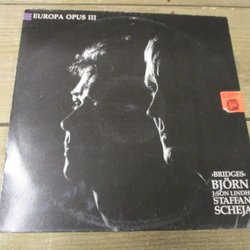 EUROPA OPUS III
›BRIDGES‹
BJÖRN
J:SON LINDH
STAFFAN
SCHEJA